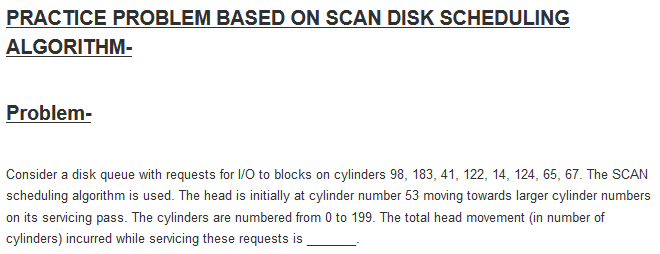 PRACTICE PROBLEM BASED ON SCAN DISK SCHEDULING
ALGORITHM-
Problem-
Consider a disk queue with requests for I/O to blocks on cylinders 98, 183, 41, 122, 14, 124, 65, 67. The SCAN
scheduling algorithm is used. The head is initially at cylinder number 53 moving towards larger cylinder numbers
on its servicing pass. The cylinders are numbered from 0 to 199. The total head movement (in number of
cylinders) incurred while servicing these requests is _______.